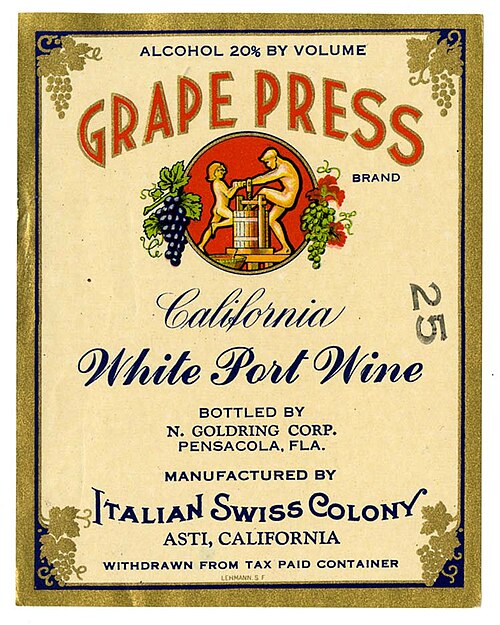 ALCOHOL 20% BY VOLUME
GRAPE PRESS
BRAND
California
25
White Port Wine
BOTTLED BY
N. GOLDRING CORP.
PENSACOLA, FLA.
MANUFACTURED BY
ITALIAN SWISS COLONY
ASTI, CALIFORNIA
WITHDRAWN FROM TAX PAID CONTAINER
LEHMANN S F